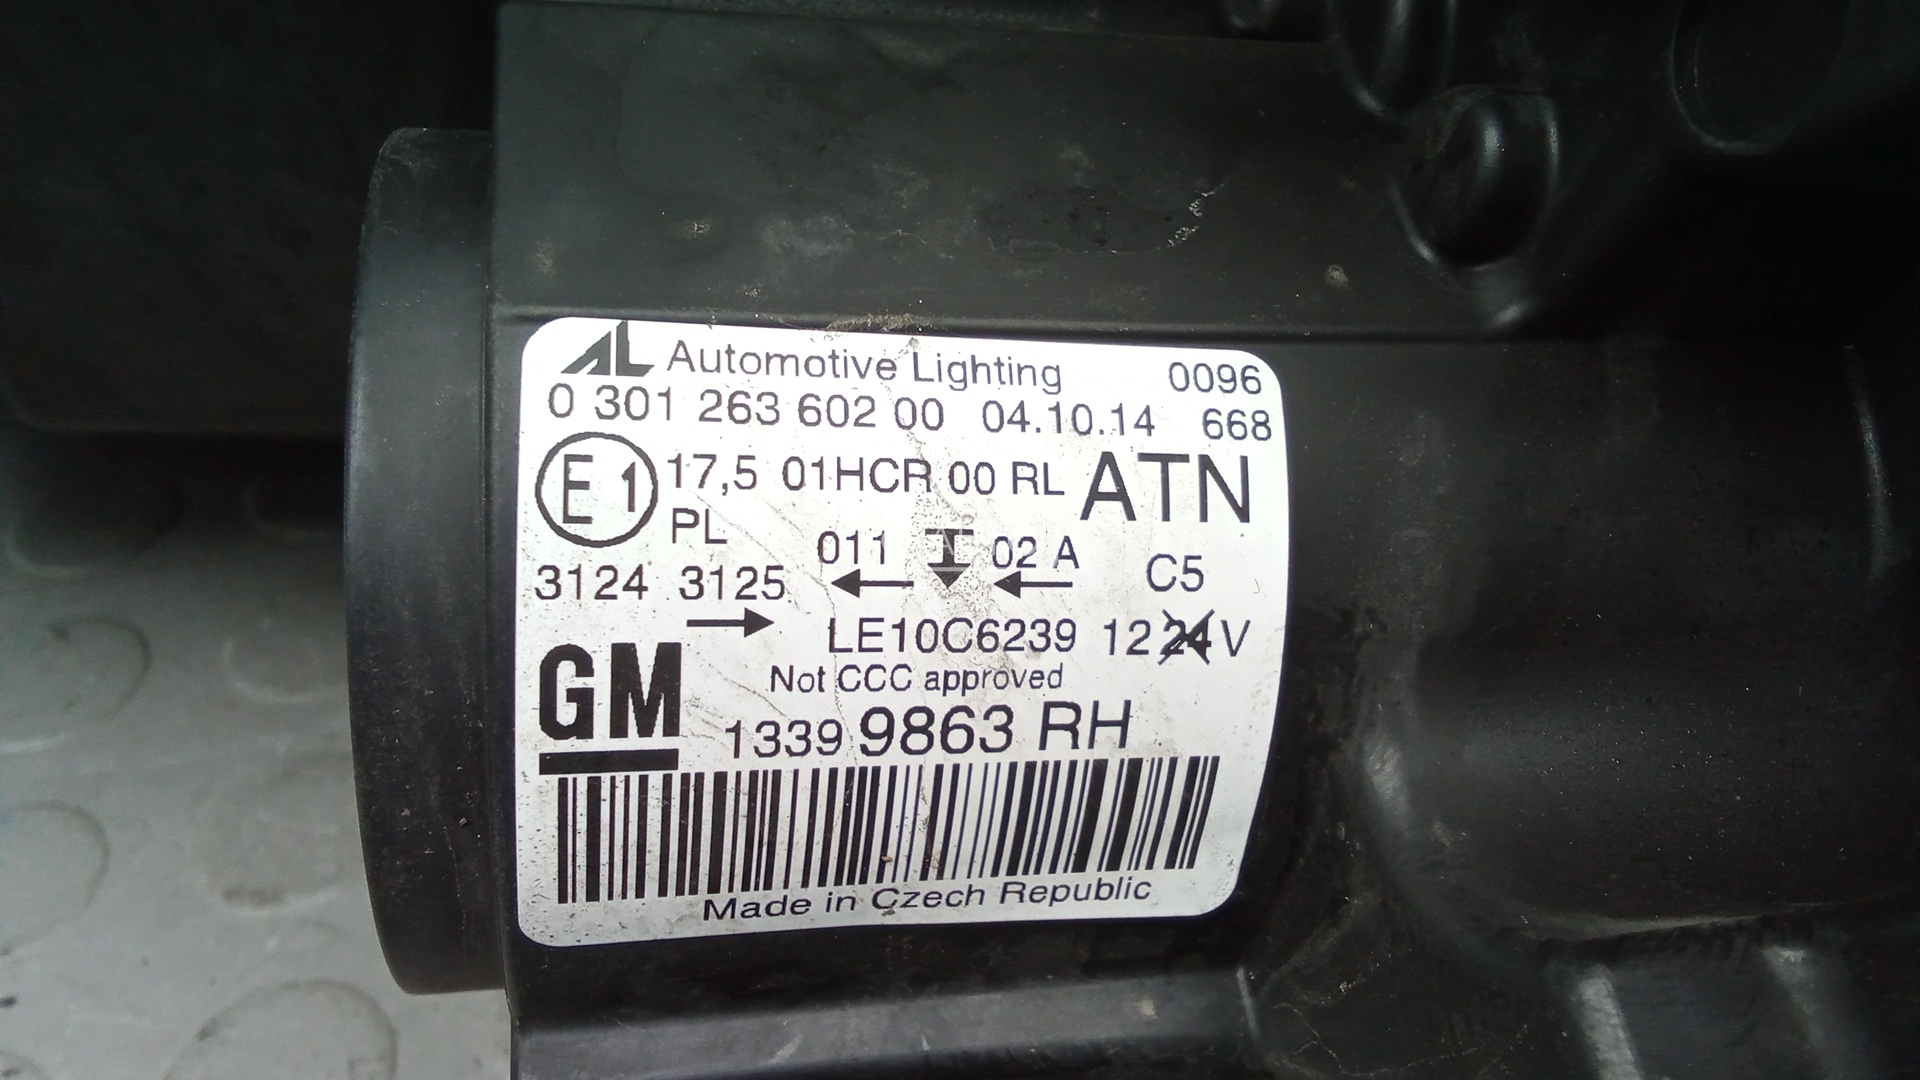 AL Automotive Lighting 0096
0 301 263 602 00 04.10.14 668
E1 17,5 01HCR 00 RL ATN
PL
011 02 A C5
3124 3125
LE10C6239 12 24 V
Not CCC approved
GM 1339 9863 RH
Made in Czech Republic